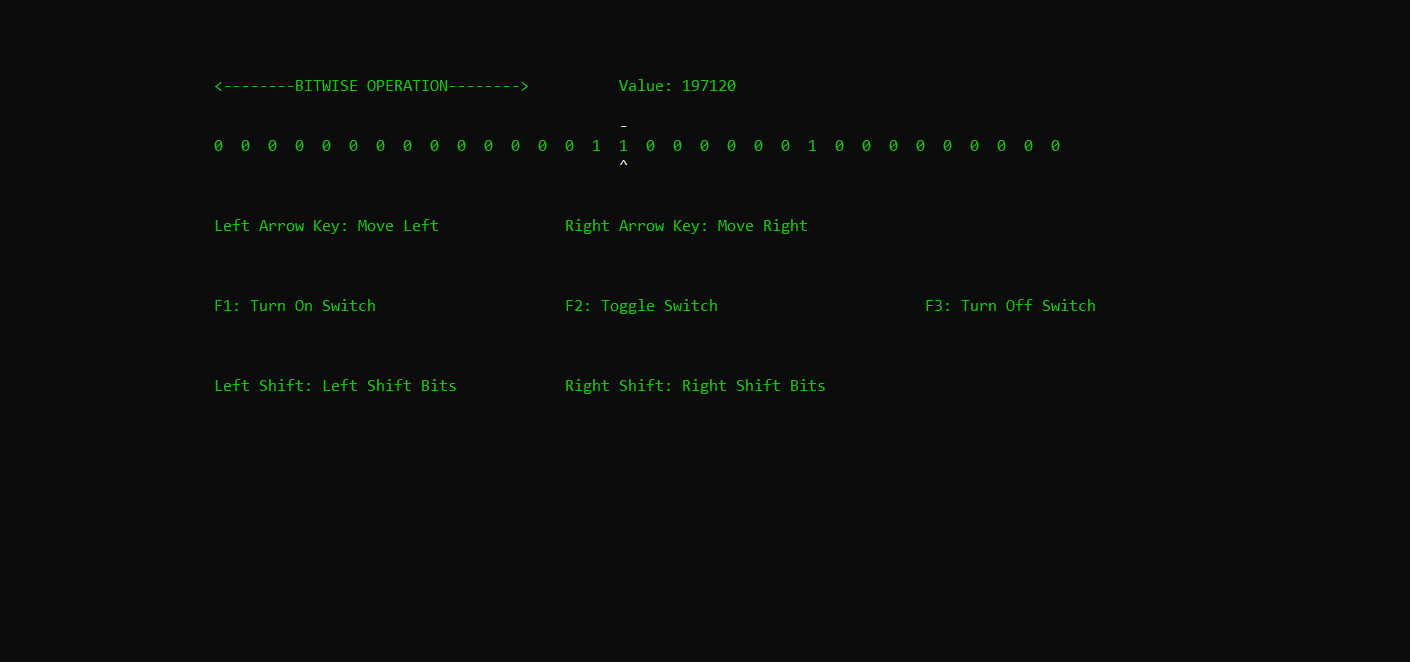 <--------BITWISE OPERATION--------> Value: 197120
-
0 0 0 0 0 0 0 0 0 0 0 0 0 0 1 1 0 0 0 0 0 0 1 0 0 0 0 0 0 0 0 0
^
Left Arrow Key: Move Left Right Arrow Key: Move Right
F1: Turn On Switch F2: Toggle Switch F3: Turn Off Switch
Left Shift: Left Shift Bits Right Shift: Right Shift Bits